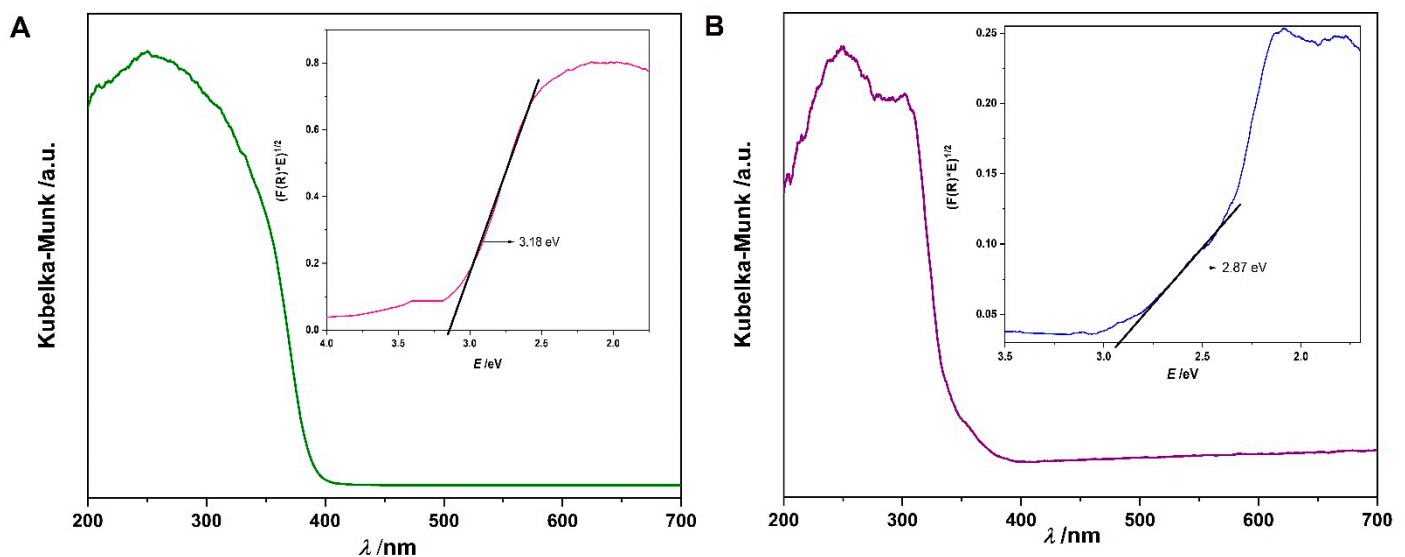 A
Kubelka-Munk /a.u.
200 300 400 500 600 700
λ /nm
(F(R)*E)^1/2
0.8
0.6
0.4
0.2
0.0
4.0 3.5 3.0 2.5 2.0
E /eV
3.18 eV
B
Kubelka-Munk /a.u.
200 300 400 500 600 700
λ /nm
(F(R)*E)^1/2
0.25
0.20
0.15
0.10
0.05
3.5 3.0 2.5 2.0
E /eV
2.87 eV